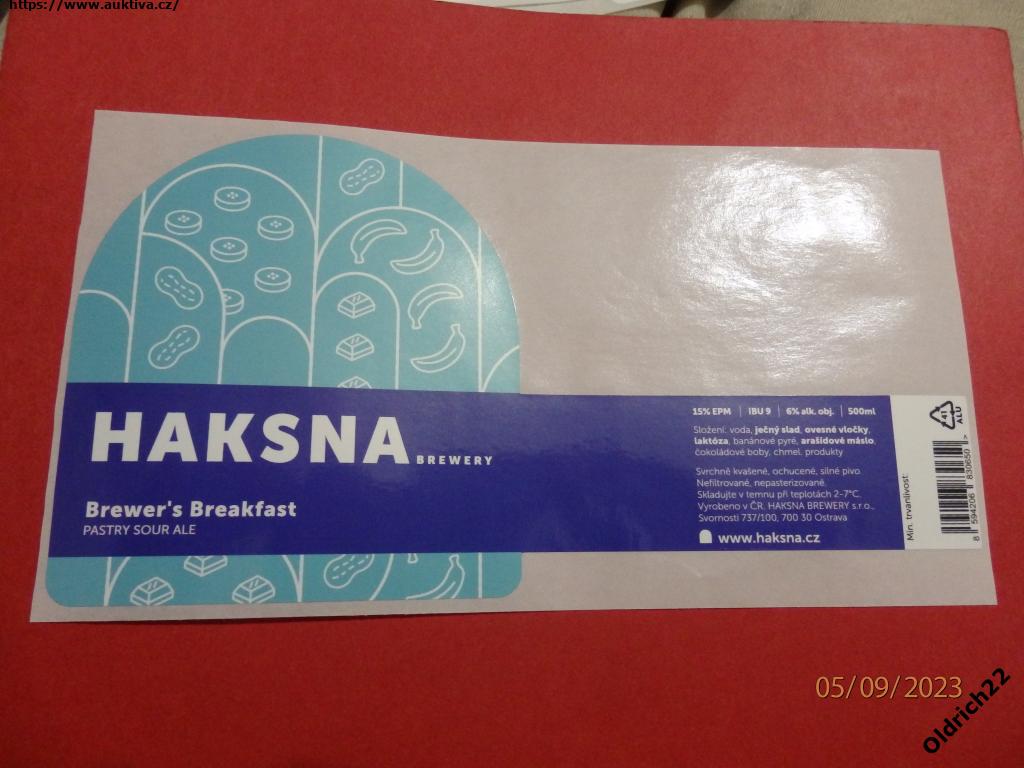 https://www.auktiva.cz/
HAKSNA BREWERY
Brewer's Breakfast
PASTRY SOUR ALE
15% EPM | IBU 9 | 6% alk. obj. | 500ml
Složení: voda, ječný slad, ovesné vločky,
laktóza, banánové pyré, arašídové máslo,
čokoládové boby, chmel. produkty
Svrchně kvašené, ochucené, silné pivo.
Nefiltrované, nepasterizované.
Skladujte v temnu při teplotách 2-7°C.
Vyrobeno v ČR. HAKSNA BREWERY s.r.o.,
Svornosti 737/100, 700 30 Ostrava
www.haksna.cz
Min. trvanlivost:
41
ALU
8 594206 830650 >
05/09/2023
Oldrich22